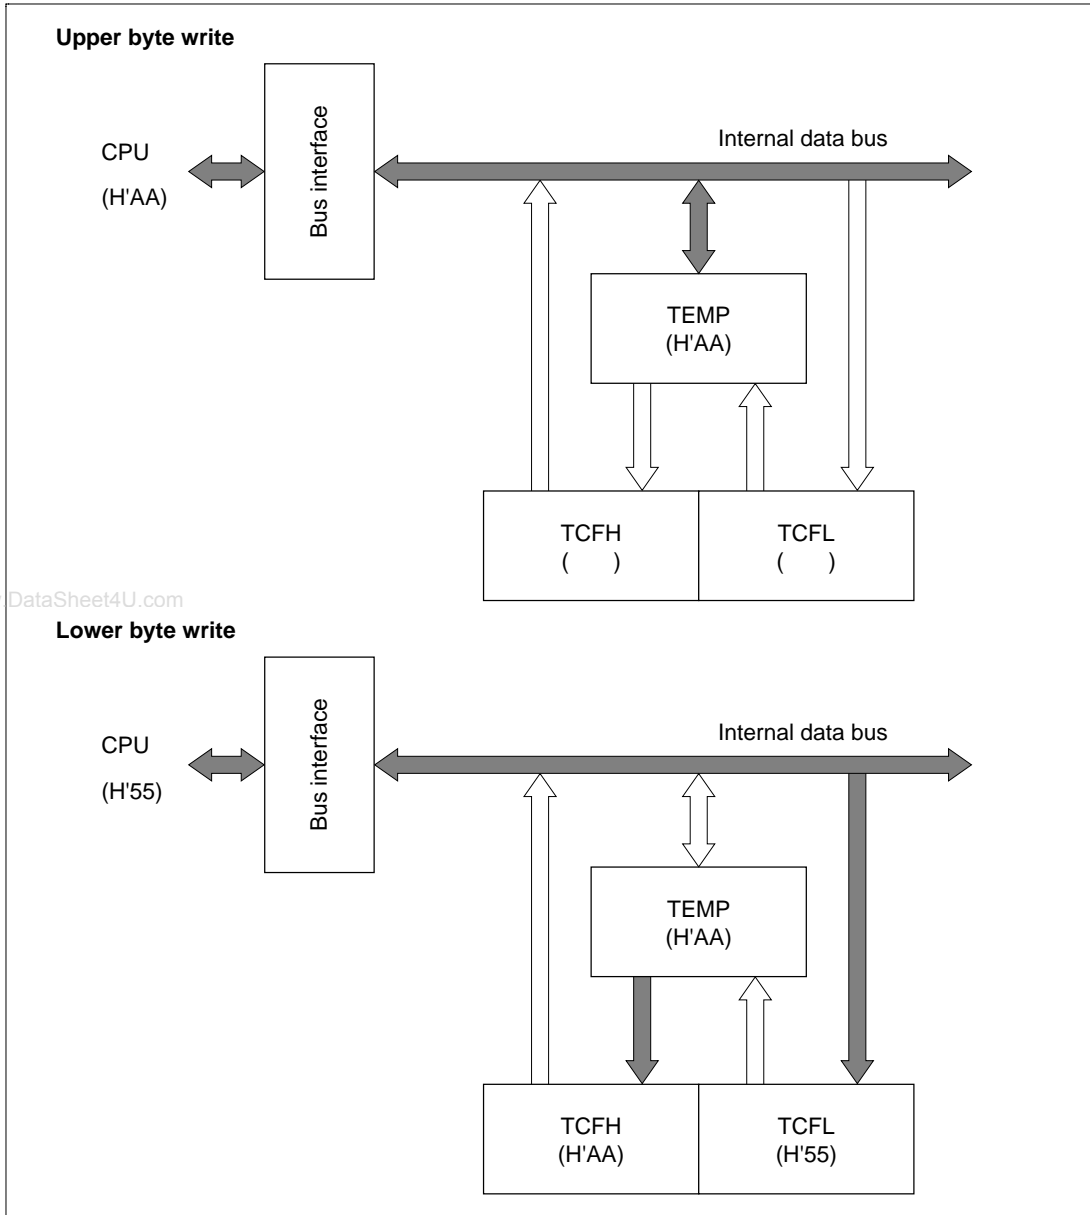 Upper byte write
CPU
(H'AA)
Bus interface
Internal data bus
TEMP
(H'AA)
TCFH
(      )
TCFL
(      )
DataSheet4U.com
Lower byte write
CPU
(H'55)
Bus interface
Internal data bus
TEMP
(H'AA)
TCFH
(H'AA)
TCFL
(H'55)